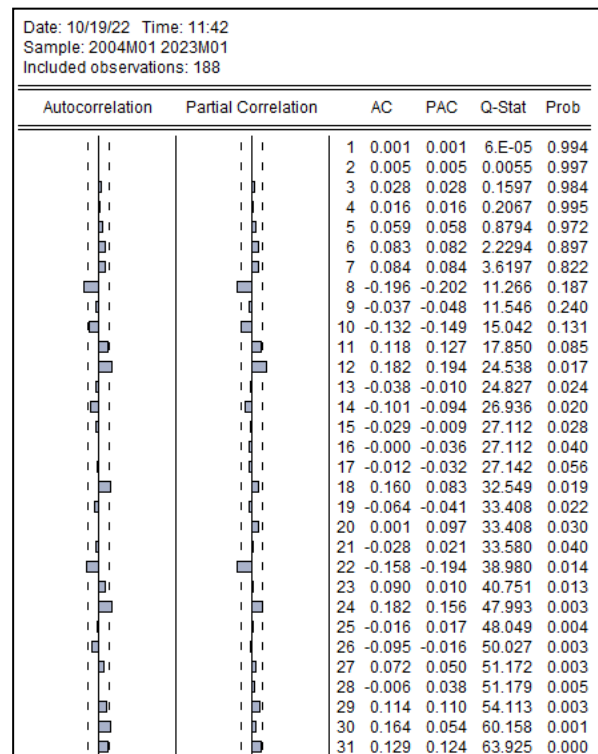 Date: 10/19/22 Time: 11:42
Sample: 2004M01 2023M01
Included observations: 188
Autocorrelation Partial Correlation AC PAC Q-Stat Prob
1 0.001 0.001 6.E-05 0.994
2 0.005 0.005 0.0055 0.997
3 0.028 0.028 0.1597 0.984
4 0.016 0.016 0.2067 0.995
5 0.059 0.058 0.8794 0.972
6 0.083 0.082 2.2294 0.897
7 0.084 0.084 3.6197 0.822
8 -0.196 -0.202 11.266 0.187
9 -0.037 -0.048 11.546 0.240
10 -0.132 -0.149 15.042 0.131
11 0.118 0.127 17.850 0.085
12 0.182 0.194 24.538 0.017
13 -0.038 -0.010 24.827 0.024
14 -0.101 -0.094 26.936 0.020
15 -0.029 -0.009 27.112 0.028
16 -0.000 -0.036 27.112 0.040
17 -0.012 -0.032 27.142 0.056
18 0.160 0.083 32.549 0.019
19 -0.064 -0.041 33.408 0.022
20 0.001 0.097 33.408 0.030
21 -0.028 0.021 33.580 0.040
22 -0.158 -0.194 38.980 0.014
23 0.090 0.010 40.751 0.013
24 0.182 0.156 47.993 0.003
25 -0.016 0.017 48.049 0.004
26 -0.095 -0.016 50.027 0.003
27 0.072 0.050 51.172 0.003
28 -0.006 0.038 51.179 0.005
29 0.114 0.110 54.113 0.003
30 0.164 0.054 60.158 0.001
31 0.129 0.124 63.925 0.000